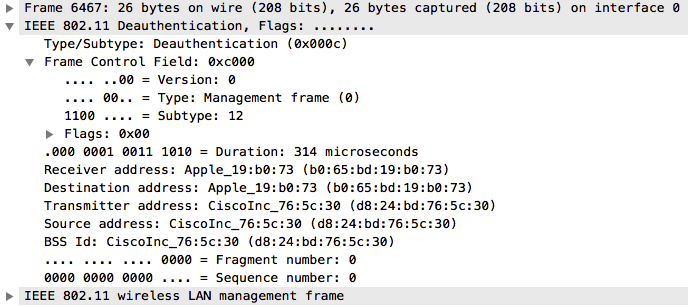 Frame 6467: 26 bytes on wire (208 bits), 26 bytes captured (208 bits) on interface 0
IEEE 802.11 Deauthentication, Flags: ........
Type/Subtype: Deauthentication (0x000c)
Frame Control Field: 0xc000
.... ..00 = Version: 0
.... 00.. = Type: Management frame (0)
1100 .... = Subtype: 12
Flags: 0x00
.000 0001 0011 1010 = Duration: 314 microseconds
Receiver address: Apple_19:b0:73 (b0:65:bd:19:b0:73)
Destination address: Apple_19:b0:73 (b0:65:bd:19:b0:73)
Transmitter address: CiscoInc_76:5c:30 (d8:24:bd:76:5c:30)
Source address: CiscoInc_76:5c:30 (d8:24:bd:76:5c:30)
BSS Id: CiscoInc_76:5c:30 (d8:24:bd:76:5c:30)
.... .... .... 0000 = Fragment number: 0
0000 0000 0000 .... = Sequence number: 0
IEEE 802.11 wireless LAN management frame